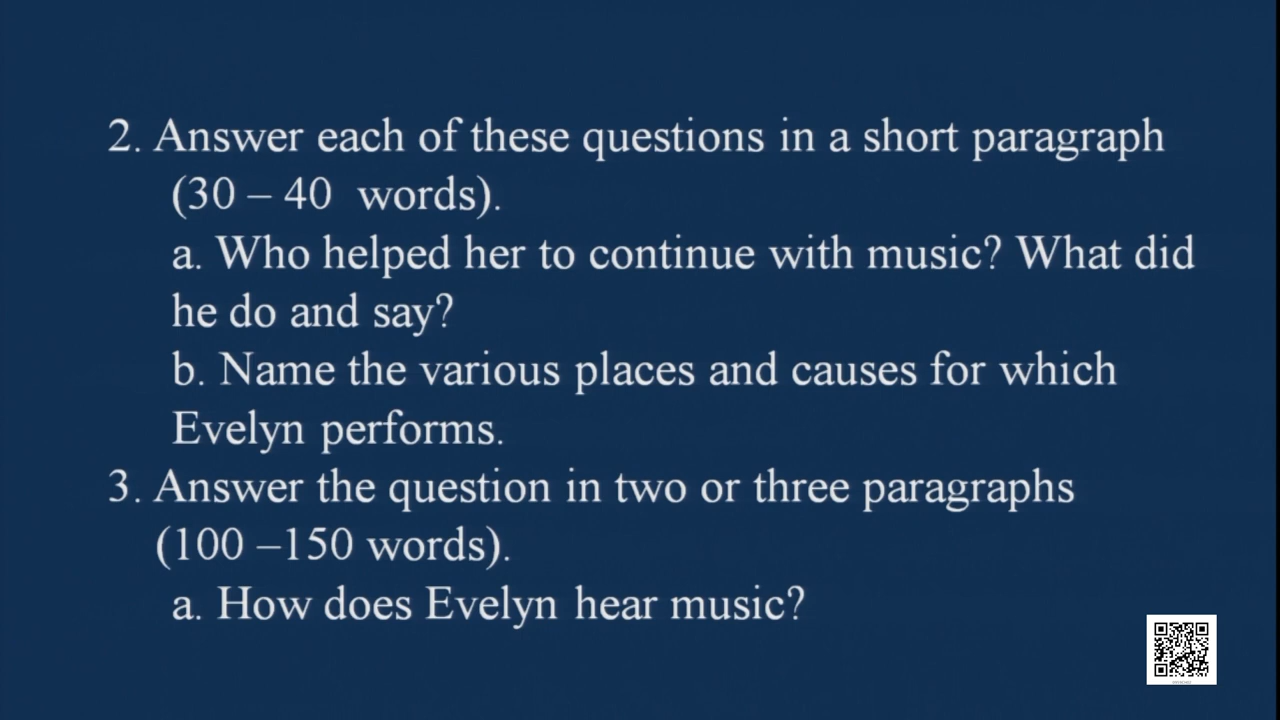 2. Answer each of these questions in a short paragraph
(30 – 40 words).
a. Who helped her to continue with music? What did
he do and say?
b. Name the various places and causes for which
Evelyn performs.
3. Answer the question in two or three paragraphs
(100 –150 words).
a. How does Evelyn hear music?